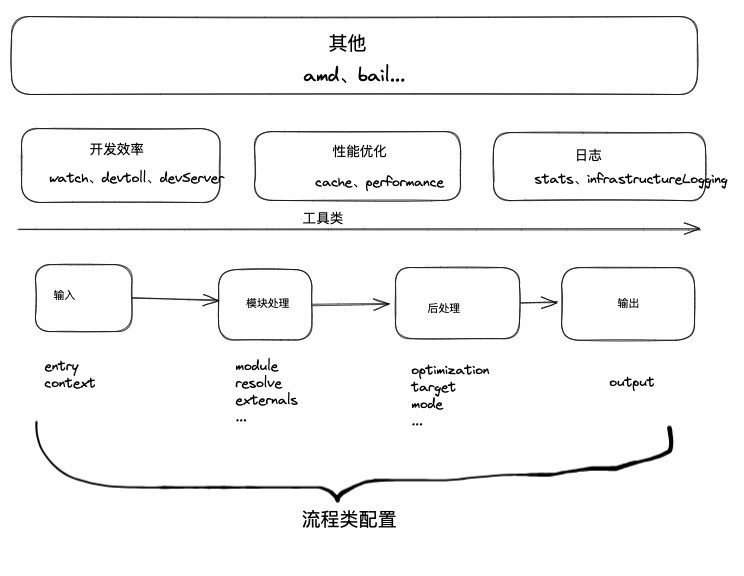 其他
amd、bail...
开发效率
watch、devtoll、devServer
性能优化
cache、performance
日志
stats、infrastructureLogging
工具类
输入
模块处理
后处理
输出
entry
context
module
resolve
externals
...
optimization
target
mode
...
output
流程类配置